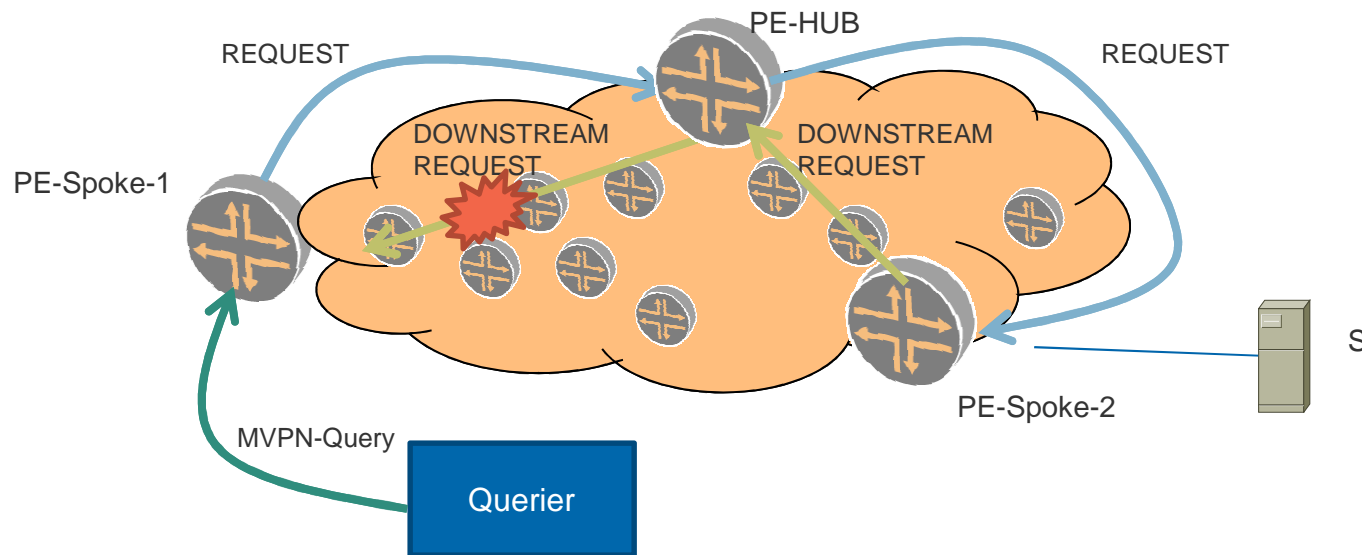 PE-HUB
REQUEST
REQUEST
DOWNSTREAM
REQUEST
DOWNSTREAM
REQUEST
PE-Spoke-1
S
PE-Spoke-2
MVPN-Query
Querier